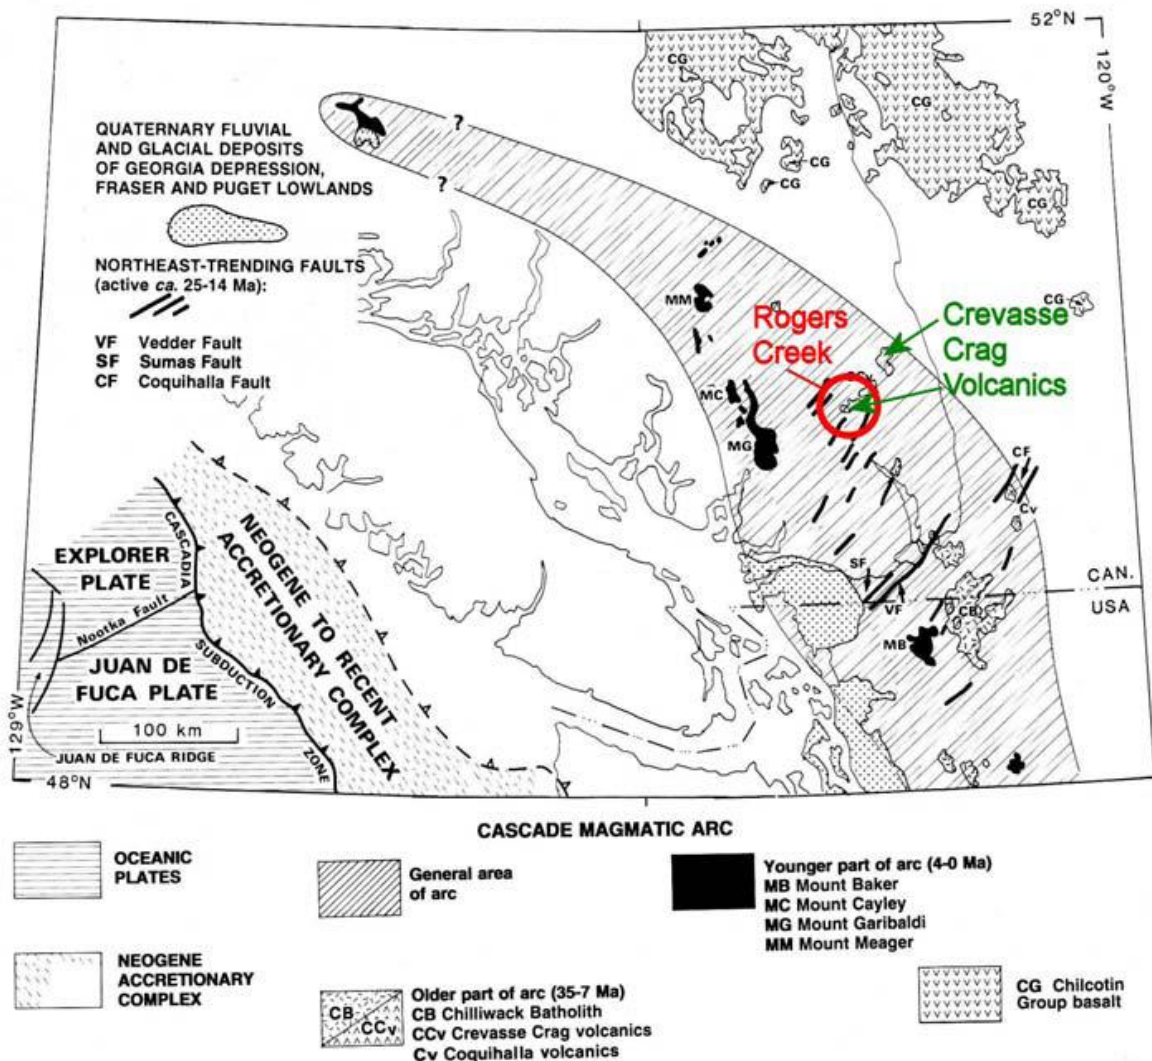 52°N
120°W
CG
CG
CG
CG
CG
CG
CG
QUATERNARY FLUVIAL
AND GLACIAL DEPOSITS
OF GEORGIA DEPRESSION,
FRASER AND PUGET LOWLANDS
?
?
NORTHEAST-TRENDING FAULTS
(active ca. 25-14 Ma):
VF Vedder Fault
SF Sumas Fault
CF Coquihalla Fault
MM
Rogers
Creek
Crevasse
Crag
Volcanics
MC
MG
CF
Cv
SF
VF
CAN.
USA
CB
MB
EXPLORER
PLATE
Nootka Fault
JUAN DE
FUCA PLATE
100 km
JUAN DE FUCA RIDGE
129°W
48°N
CASCADIA
SUBDUCTION
ZONE
NEOGENE TO RECENT
ACCRETIONARY COMPLEX
CASCADE MAGMATIC ARC
OCEANIC
PLATES
General area
of arc
Younger part of arc (4-0 Ma)
MB Mount Baker
MC Mount Cayley
MG Mount Garibaldi
MM Mount Meager
NEOGENE
ACCRETIONARY
COMPLEX
CB
CCv
Older part of arc (35-7 Ma)
CB Chilliwack Batholith
CCv Crevasse Crag volcanics
Cv Coquihalla volcanics
CG Chilcotin
Group basalt